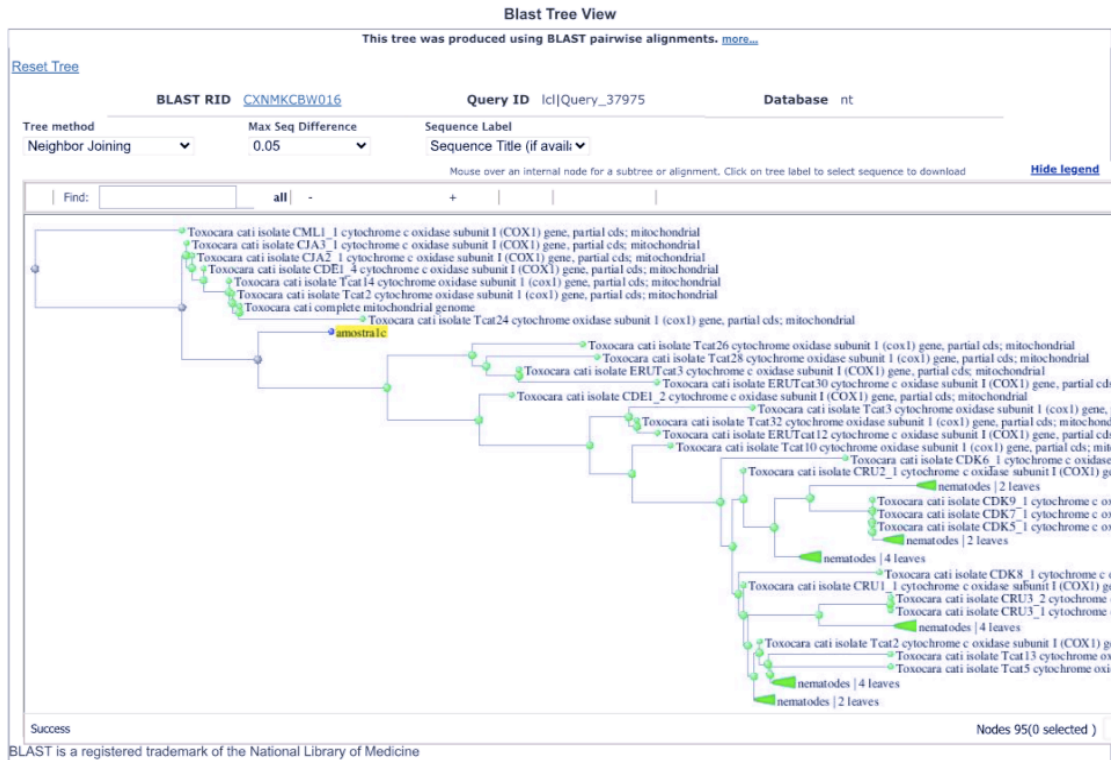 Blast Tree View
This tree was produced using BLAST pairwise alignments. more...
Reset Tree
BLAST RID CXNMKCBW016 Query ID lcl|Query_37975 Database nt
Tree method Max Seq Difference Sequence Label
Neighbor Joining 0.05 Sequence Title (if avail
Mouse over an internal node for a subtree or alignment. Click on tree label to select sequence to download Hide legend
Find: all - +
Toxocara cati isolate CML1_1 cytochrome c oxidase subunit I (COX1) gene, partial cds; mitochondrial
Toxocara cati isolate CJA3_1 cytochrome c oxidase subunit I (COX1) gene, partial cds; mitochondrial
Toxocara cati isolate CJA2_1 cytochrome c oxidase subunit I (COX1) gene, partial cds; mitochondrial
Toxocara cati isolate CDE1_4 cytochrome c oxidase subunit I (COX1) gene, partial cds; mitochondrial
Toxocara cati isolate Tcat14 cytochrome oxidase subunit 1 (cox1) gene, partial cds; mitochondrial
Toxocara cati isolate Tcat2 cytochrome oxidase subunit 1 (cox1) gene, partial cds; mitochondrial
Toxocara cati complete mitochondrial genome
Toxocara cati isolate Tcat24 cytochrome oxidase subunit 1 (cox1) gene, partial cds; mitochondrial
amostra1c
Toxocara cati isolate Tcat26 cytochrome oxidase subunit 1 (cox1) gene, partial cds; mitochondrial
Toxocara cati isolate Tcat28 cytochrome oxidase subunit 1 (cox1) gene, partial cds; mitochondrial
Toxocara cati isolate ERUTcat3 cytochrome c oxidase subunit I (COX1) gene, partial cds; mitochondrial
Toxocara cati isolate ERUTcat30 cytochrome c oxidase subunit I (COX1) gene, partial cds
Toxocara cati isolate CDE1_2 cytochrome c oxidase subunit I (COX1) gene, partial cds; mitochondrial
Toxocara cati isolate Tcat3 cytochrome oxidase subunit 1 (cox1) gene,
Toxocara cati isolate Tcat32 cytochrome oxidase subunit 1 (cox1) gene, partial cds; mitochond
Toxocara cati isolate ERUTcat12 cytochrome c oxidase subunit I (COX1) gene, partial cds
Toxocara cati isolate Tcat10 cytochrome oxidase subunit 1 (cox1) gene, partial cds; mit
Toxocara cati isolate CDK6_1 cytochrome c oxidase
Toxocara cati isolate CRU2_1 cytochrome c oxidase subunit I (COX1) ge
nematodes | 2 leaves
Toxocara cati isolate CDK9_1 cytochrome c ox
Toxocara cati isolate CDK7_1 cytochrome c ox
Toxocara cati isolate CDK5_1 cytochrome c ox
nematodes | 2 leaves
nematodes | 4 leaves
Toxocara cati isolate CDK8_1 cytochrome c
Toxocara cati isolate CRU1_1 cytochrome c oxidase subunit I (COX1) ge
Toxocara cati isolate CRU3_2 cytochrome
Toxocara cati isolate CRU3_1 cytochrome
nematodes | 4 leaves
Toxocara cati isolate Tcat2 cytochrome c oxidase subunit I (COX1) g
Toxocara cati isolate Tcat13 cytochrome ox
Toxocara cati isolate Tcat5 cytochrome oxi
nematodes | 4 leaves
nematodes | 2 leaves
Success Nodes 95(0 selected )
BLAST is a registered trademark of the National Library of Medicine